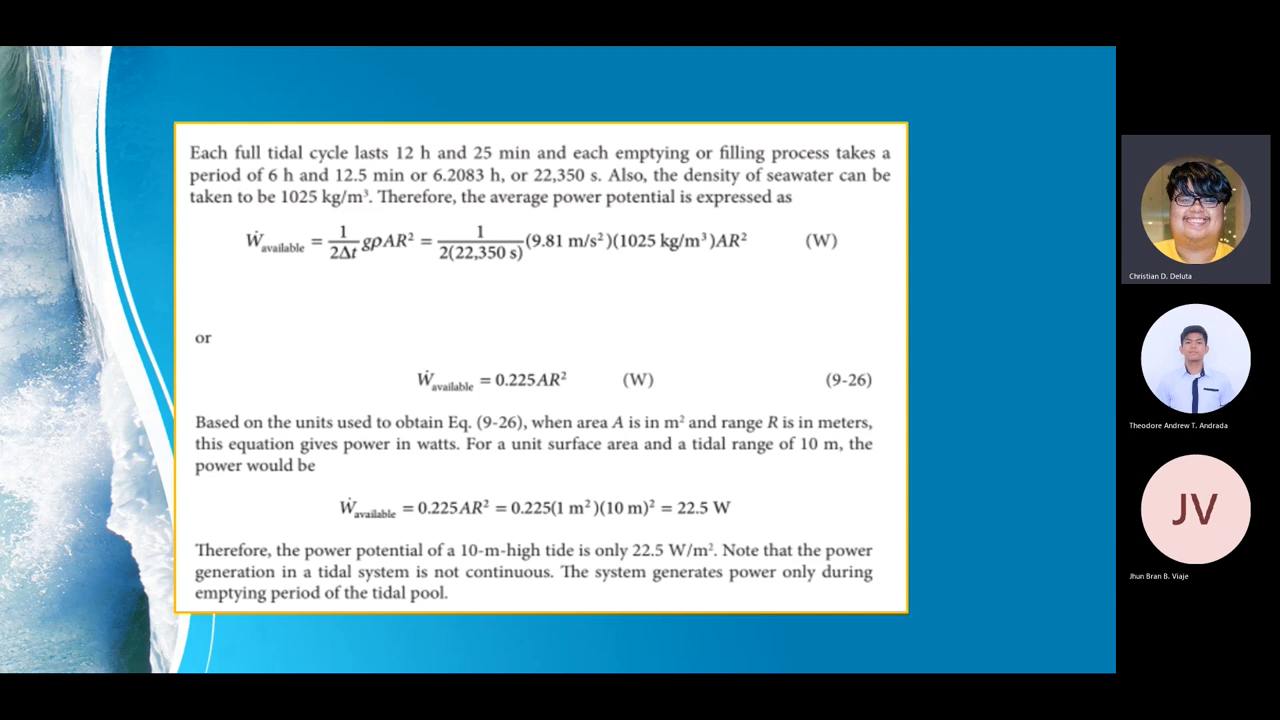 Each full tidal cycle lasts 12 h and 25 min and each emptying or filling process takes a
period of 6 h and 12.5 min or 6.2083 h, or 22,350 s. Also, the density of seawater can be
taken to be 1025 kg/m³. Therefore, the average power potential is expressed as
Ẇ_available = 1/(2Δt) gρAR² = 1/(2(22,350 s)) (9.81 m/s²)(1025 kg/m³)AR² (W)
or
Ẇ_available = 0.225AR² (W) (9-26)
Based on the units used to obtain Eq. (9-26), when area A is in m² and range R is in meters,
this equation gives power in watts. For a unit surface area and a tidal range of 10 m, the
power would be
Ẇ_available = 0.225AR² = 0.225(1 m²)(10 m)² = 22.5 W
Therefore, the power potential of a 10-m-high tide is only 22.5 W/m². Note that the power
generation in a tidal system is not continuous. The system generates power only during
emptying period of the tidal pool.
Christian D. Deluta
Theodore Andrew T. Andrada
JV
Jhun Bran B. Viaje